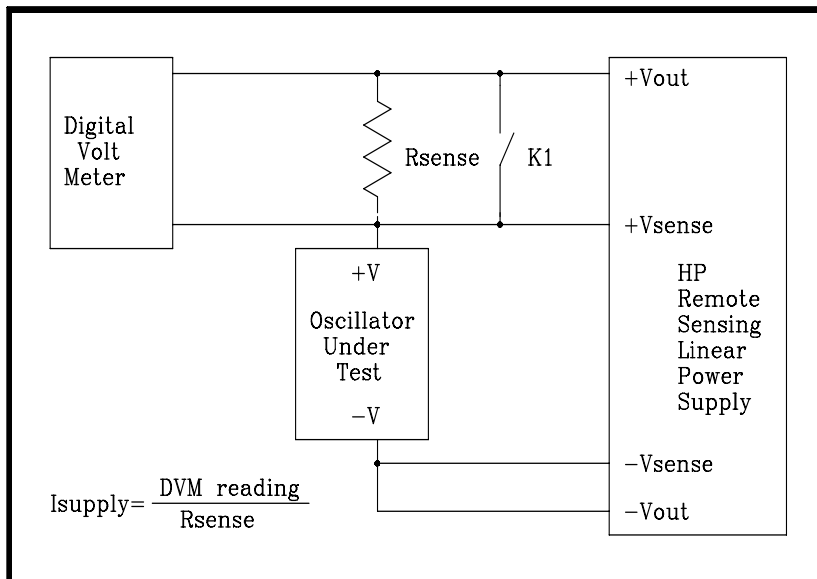 +Vout
Digital
Volt
Meter
Rsense
K1
+Vsense
+V
Oscillator
Under
Test
-V
HP
Remote
Sensing
Linear
Power
Supply
-Vsense
-Vout
Isupply= DVM reading
Rsense